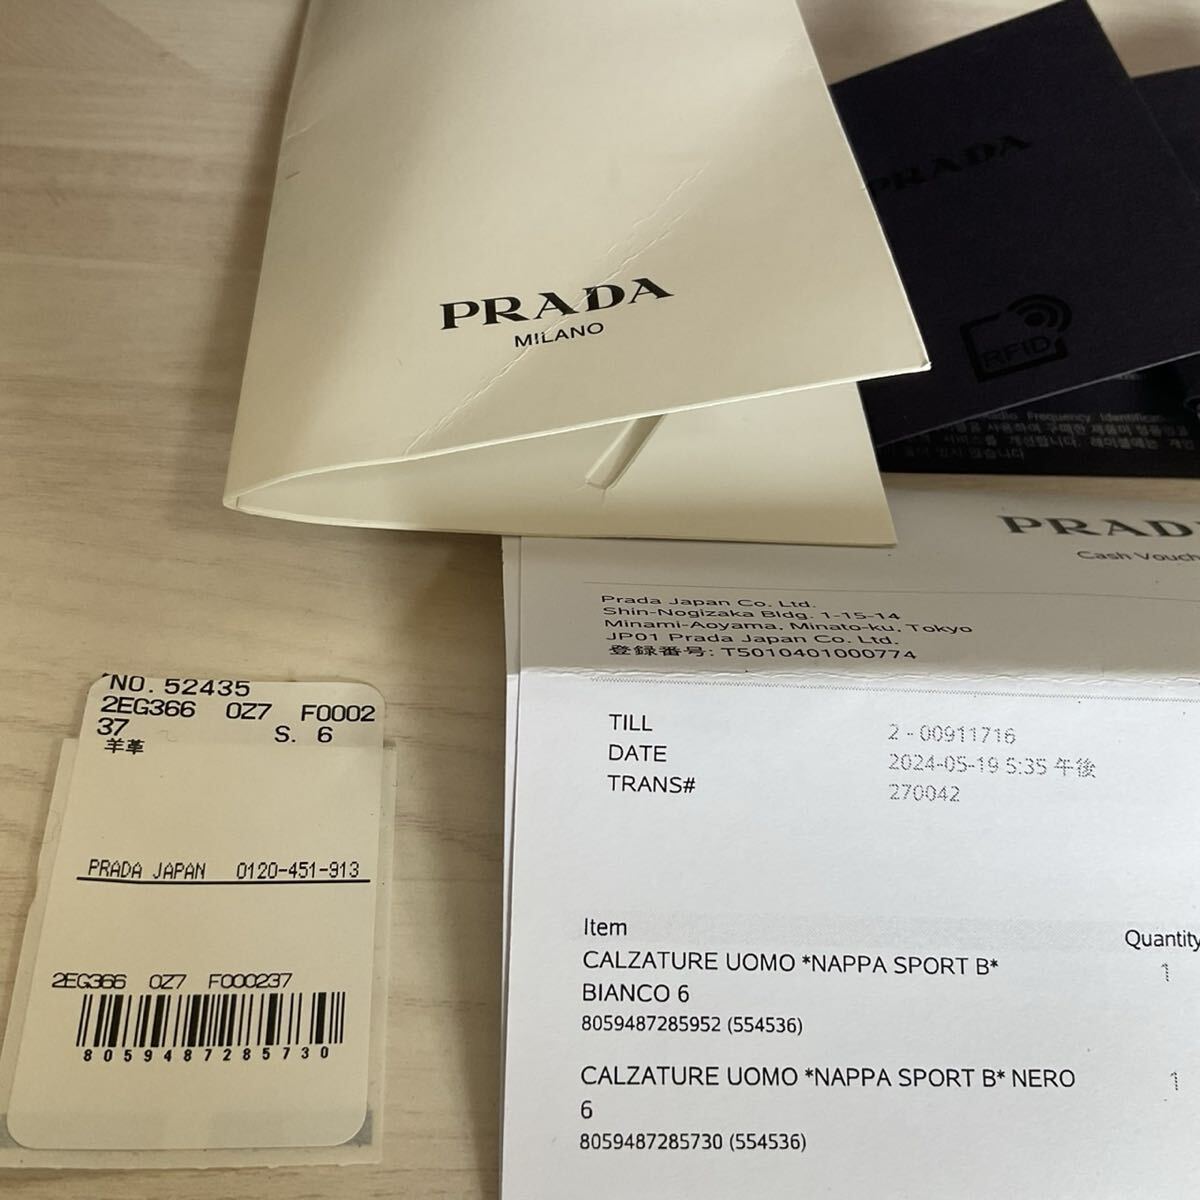 PRADA
MILANO
PRADA
RFID
Radio Frequency
PRAD
Cash
Prada Japan Co. Ltd.
Shin-Nogizaka Bldg. 1-15-14
Minami-Aoyama, Minato-ku, Tokyo
JP01 Prada Japan Co. Ltd.
登録番号: T5010401000774
TILL 2 - 00911716
DATE 2024-05-19 5:35 午後
TRANS# 270042
Item Quantity
CALZATURE UOMO *NAPPA SPORT B* 1
BIANCO 6
8059487285952 (554536)
CALZATURE UOMO *NAPPA SPORT B* NERO 1
6
8059487285730 (554536)
NO. 52435
2EG366 0Z7 F0002
37 S. 6
羊革
PRADA JAPAN 0120-451-913
2EG366 0Z7 F000237
8059487285730